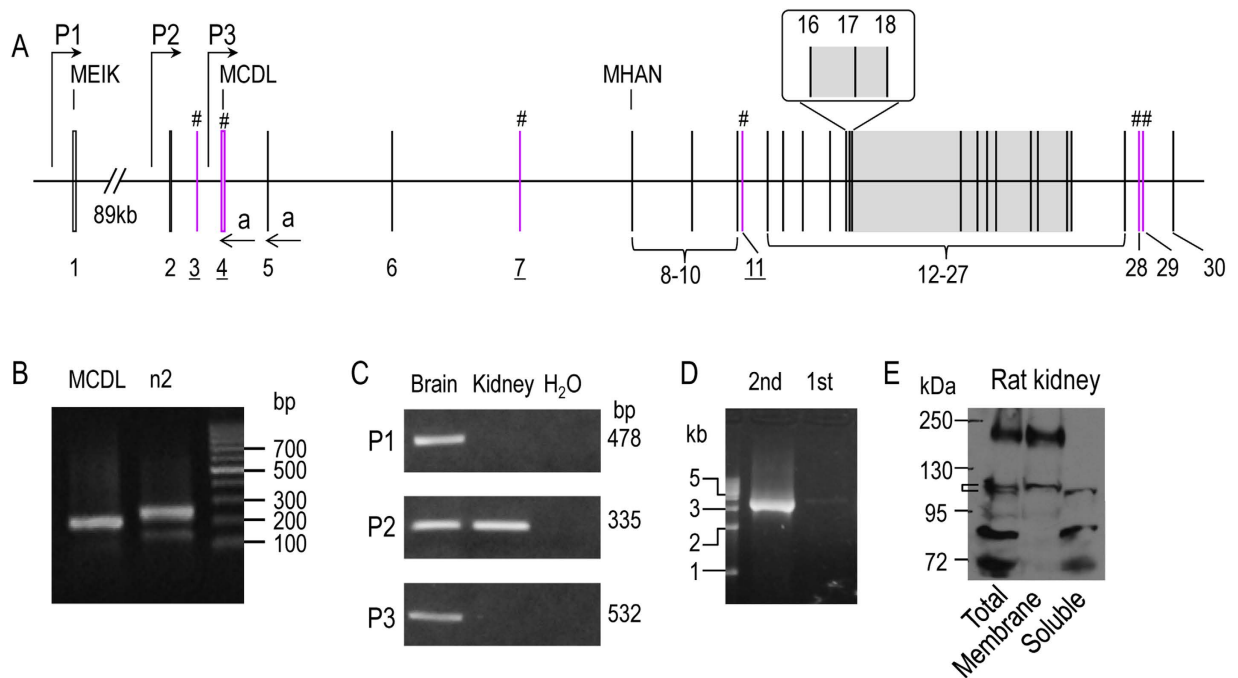 A
P1
P2
P3
16 17 18
MEIK
MCDL
MHAN
# # # # ##
89kb
a a
1 2 3 4 5 6 7 8-10 11 12-27 28 29 30
B
MCDL n2
bp
700
500
300
200
100
C
Brain Kidney H₂O
bp
P1 478
P2 335
P3 532
D
2nd 1st
kb
5
3
2
1
E
kDa Rat kidney
250
130
95
72
Total
Membrane
Soluble